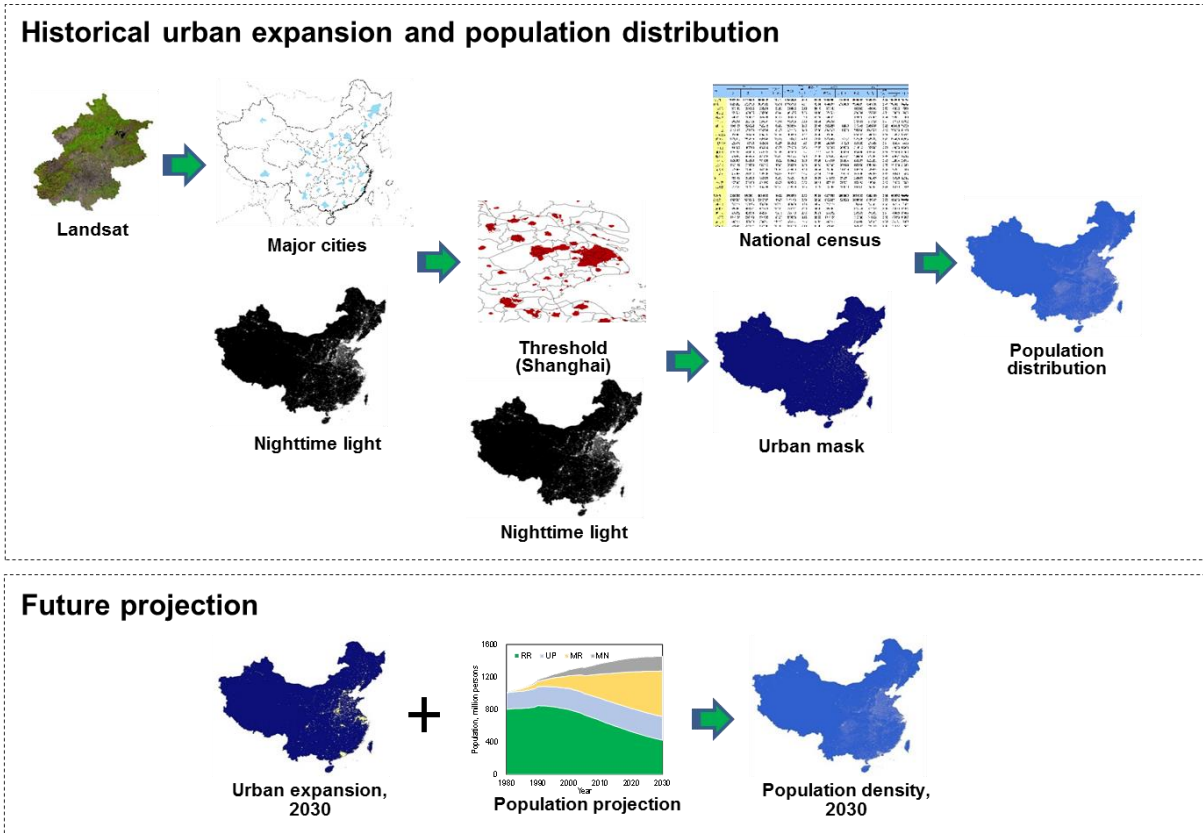 Historical urban expansion and population distribution
Landsat
Major cities
Nighttime light
Threshold
(Shanghai)
Nighttime light
National census
Urban mask
Population
distribution
Future projection
Urban expansion,
2030
Population, million persons
1600
1200
800
400
0
RR UP MR MN
1980 1990 2000 2010 2020 2030
Year
Population projection
Population density,
2030